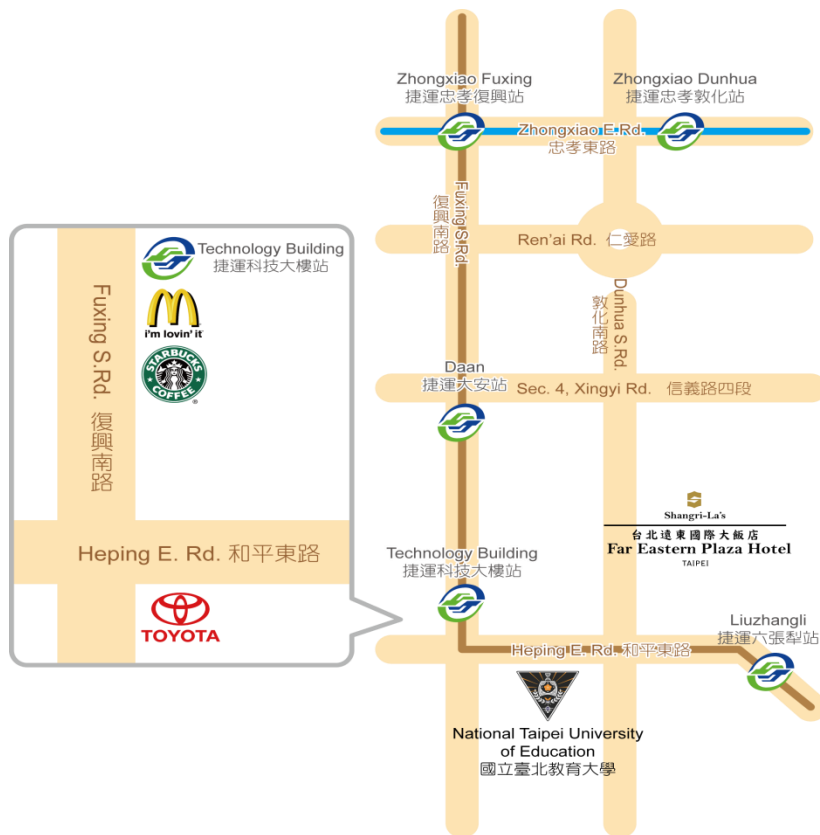 Zhongxiao Fuxing
捷運忠孝復興站
Zhongxiao Dunhua
捷運忠孝敦化站
Zhongxiao E.Rd.
忠孝東路
Fuxing S.Rd.
復興南路
Ren'ai Rd. 仁愛路
Dunhua S.Rd.
敦化南路
Daan
捷運大安站
Sec. 4, Xingyi Rd. 信義路四段
Shangri-La's
台北遠東國際大飯店
Far Eastern Plaza Hotel
TAIPEI
Technology Building
捷運科技大樓站
Liuzhangli
捷運六張犁站
Heping E. Rd. 和平東路
National Taipei University
of Education
國立臺北教育大學
Technology Building
捷運科技大樓站
i'm lovin' it
STARBUCKS
COFFEE
Fuxing S.Rd. 復興南路
Heping E. Rd. 和平東路
TOYOTA